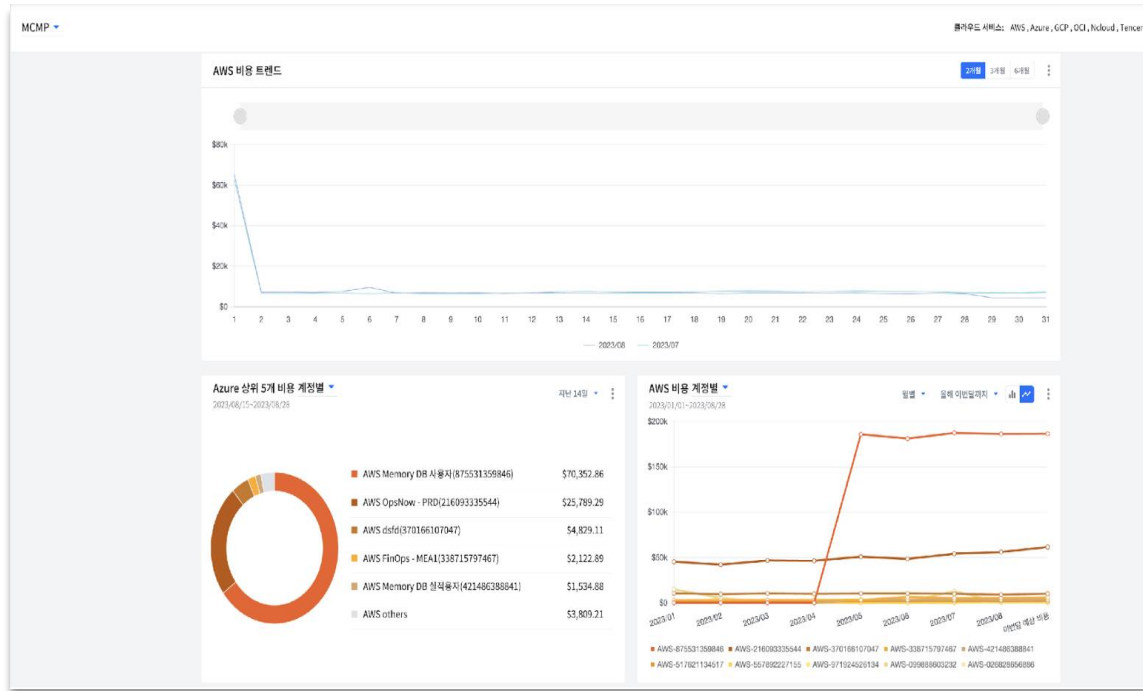 MCMP
클라우드 서비스: AWS , Azure , GCP , OCI , Ncloud , Tencen
AWS 비용 트렌드
2개월 3개월 6개월
$80k
$60k
$40k
$20k
$0
1 2 3 4 5 6 7 8 9 10 11 12 13 14 15 16 17 18 19 20 21 22 23 24 25 26 27 28 29 30 31
2023/08 2023/07
Azure 상위 5개 비용 계정별
지난 14일
2023/08/15~2023/08/28
AWS Memory DB 사용자(875531359846) $70,352.86
AWS OpsNow - PRD(216093335544) $25,789.29
AWS dsfd(370166107047) $4,829.11
AWS FinOps - MEA1(338715797467) $2,122.89
AWS Memory DB 실적용자(421486388841) $1,534.88
AWS others $3,809.21
AWS 비용 계정별
월별 올해 이번달까지
2023/01/01~2023/08/28
$200k
$150k
$100k
$50k
$0
2023/01 2023/02 2023/03 2023/04 2023/05 2023/06 2023/07 2023/08 이번달 예상 비용
AWS-875531359846 AWS-216093335544 AWS-370166107047 AWS-338715797467 AWS-421486388841
AWS-517621134517 AWS-557892227155 AWS-971924526134 AWS-099888603232 AWS-026828656886